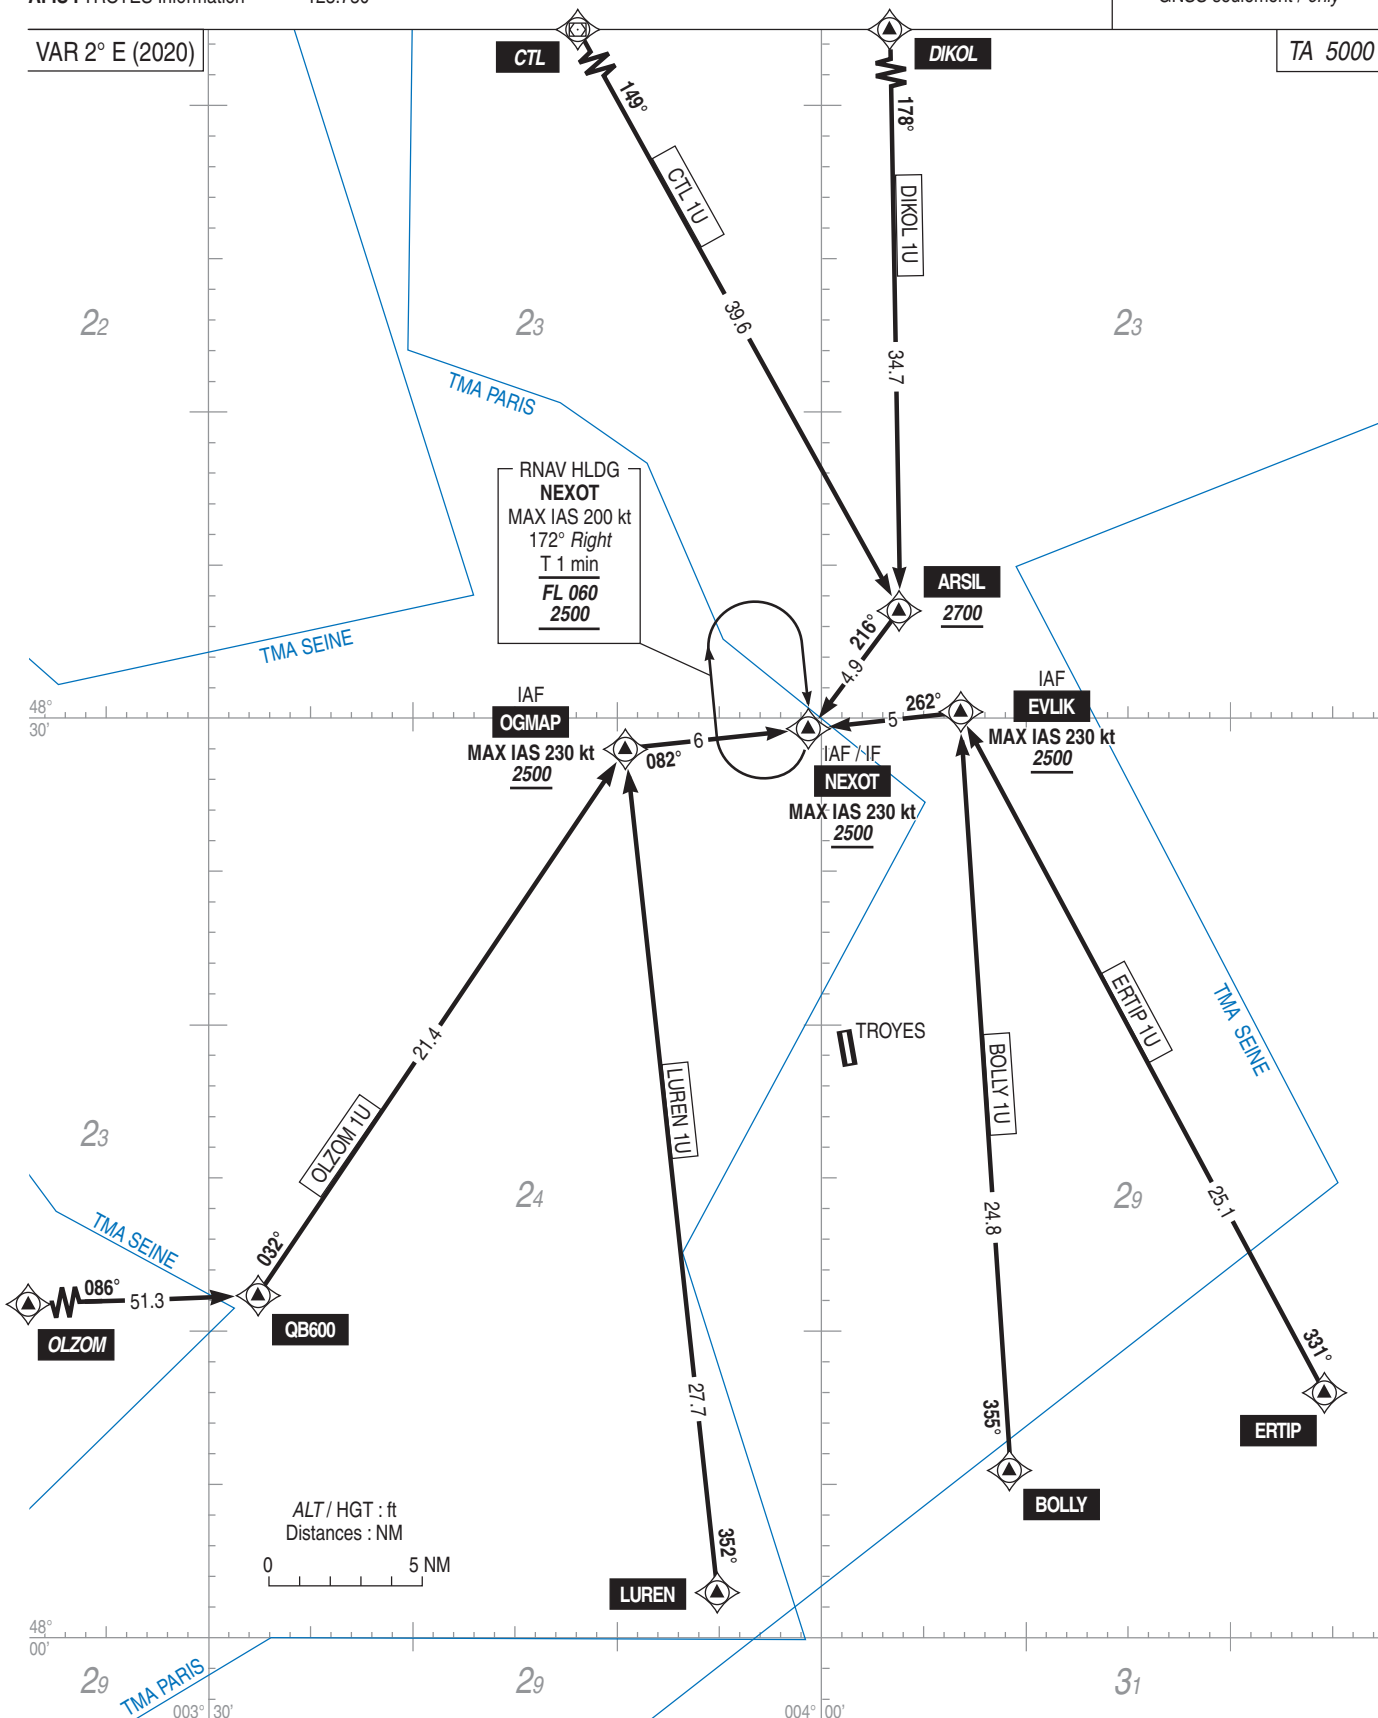 VAR 2° E (2020)
CTL
DIKOL
TA 5000
149°
178°
CTL 1U
DIKOL 1U
22
23
23
39.6
34.7
TMA PARIS
RNAV HLDG
NEXOT
MAX IAS 200 kt
172° Right
T 1 min
FL 060
2500
ARSIL
2700
216°
4.9
TMA SEINE
48°
30'
IAF
OGMAP
MAX IAS 230 kt
2500
082°
6
262°
5
IAF
EVLIK
MAX IAS 230 kt
2500
IAF / IF
NEXOT
MAX IAS 230 kt
2500
TROYES
21.4
OLZOM 1U
LUREN 1U
BOLLY 1U
ERTIP 1U
TMA SEINE
23
24
29
24.8
25.1
TMA SEINE
032°
086°
51.3
OLZOM
QB600
331°
ERTIP
27.7
355°
BOLLY
ALT / HGT : ft
Distances : NM
0 5 NM
352°
LUREN
48°
00'
TMA PARIS
29
29
31
003° 30'
004° 00'